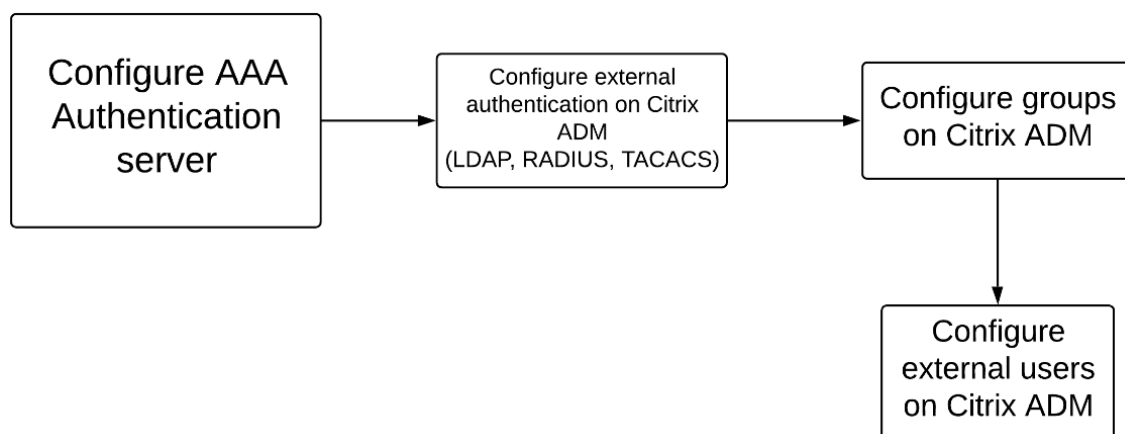 Configure AAA
Authentication
server
Configure external
authentication on Citrix
ADM
(LDAP, RADIUS, TACACS)
Configure groups
on Citrix ADM
Configure
external users
on Citrix ADM